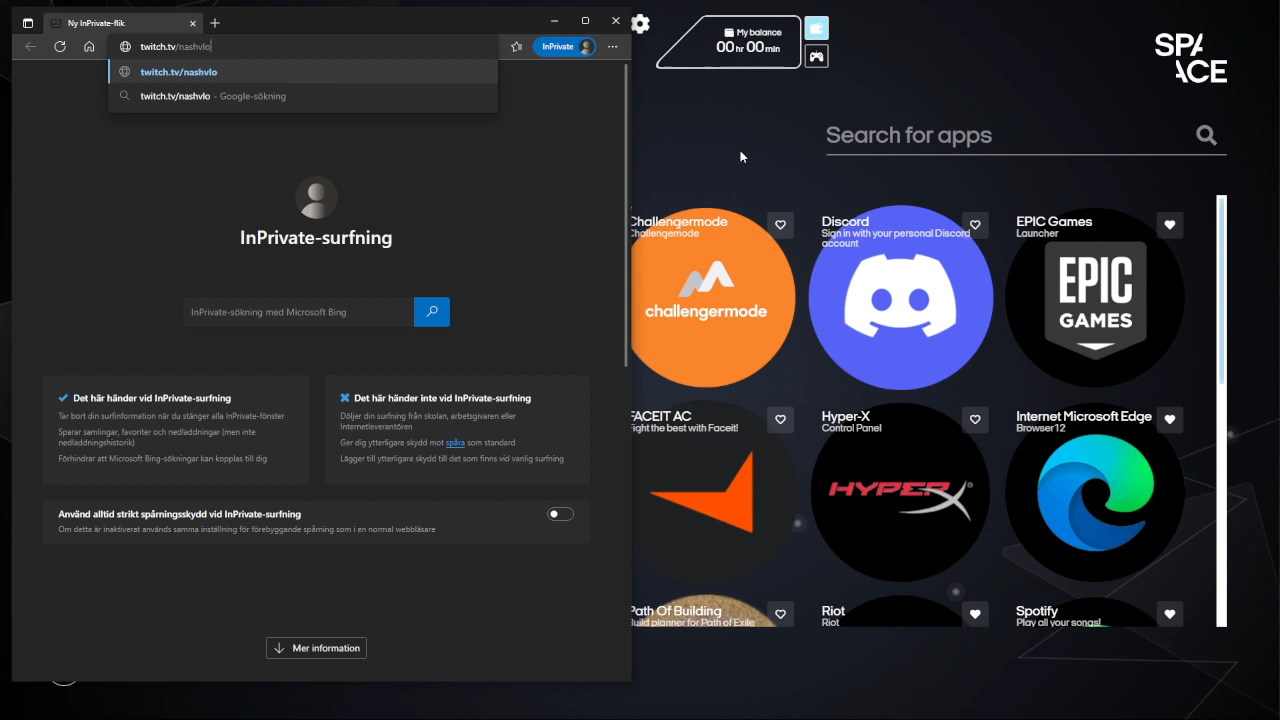 Ny InPrivate-flik
twitch.tv/nashvlo
InPrivate
twitch.tv/nashvlo
twitch.tv/nashvlo - Google-sökning
InPrivate-surfning
InPrivate-sökning med Microsoft Bing
Det här händer vid InPrivate-surfning
Tar bort din surfinformation när du stänger alla InPrivate-fönster
Sparar samlingar, favoriter och nedladdningar (men inte
nedladdningshistorik)
Förhindrar att Microsoft Bing-sökningar kan kopplas till dig
Det här händer inte vid InPrivate-surfning
Döljer din surfning från skolan, arbetsgivaren eller
Internetleverantören
Ger dig ytterligare skydd mot spåra som standard
Lägger till ytterligare skydd till det som finns vid vanlig surfning
Använd alltid strikt spårningsskydd vid InPrivate-surfning
Om detta är inaktiverat används samma inställning för förebyggande spårning som i en normal webbläsare
Mer information
My balance
00 hr 00 min
SPA
ACE
Search for apps
Challengermode
Challengermode
challengermode
Discord
Sign in with your personal Discord
account
EPIC Games
Launcher
EPIC
GAMES
FACEIT AC
Fight the best with Faceit!
Hyper-X
Control Panel
HYPERX
Internet Microsoft Edge
Browser12
Path Of Building
Build planner for Path of Exile
Riot
Riot
Spotify
Play all your songs!